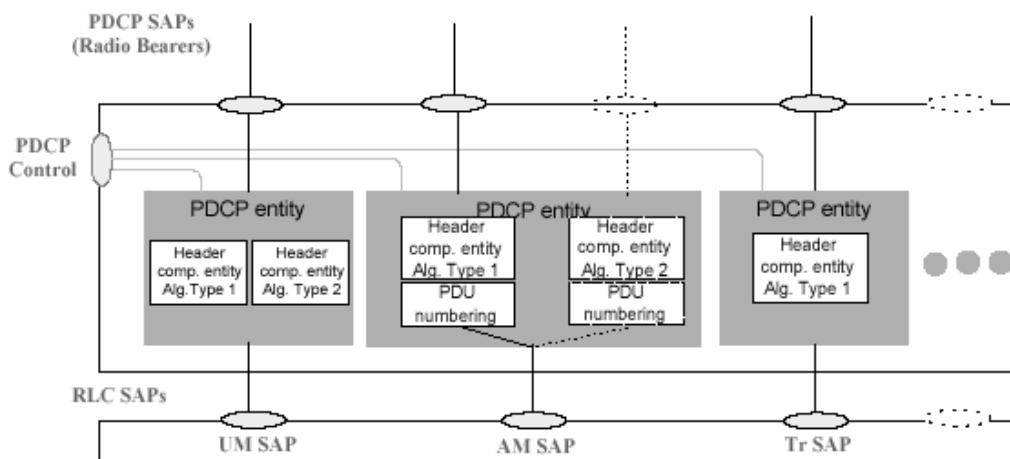 PDCP SAPs
(Radio Bearers)
PDCP
Control
PDCP entity
Header
comp. entity
Alg.Type 1
Header
comp. entity
Alg. Type 2
PDCP entity
Header
comp. entity
Alg. Type 1
PDU
numbering
Header
comp. entity
Alg. Type 2
PDU
numbering
PDCP entity
Header
comp. entity
Alg. Type 1
RLC SAPs
UM SAP
AM SAP
Tr SAP